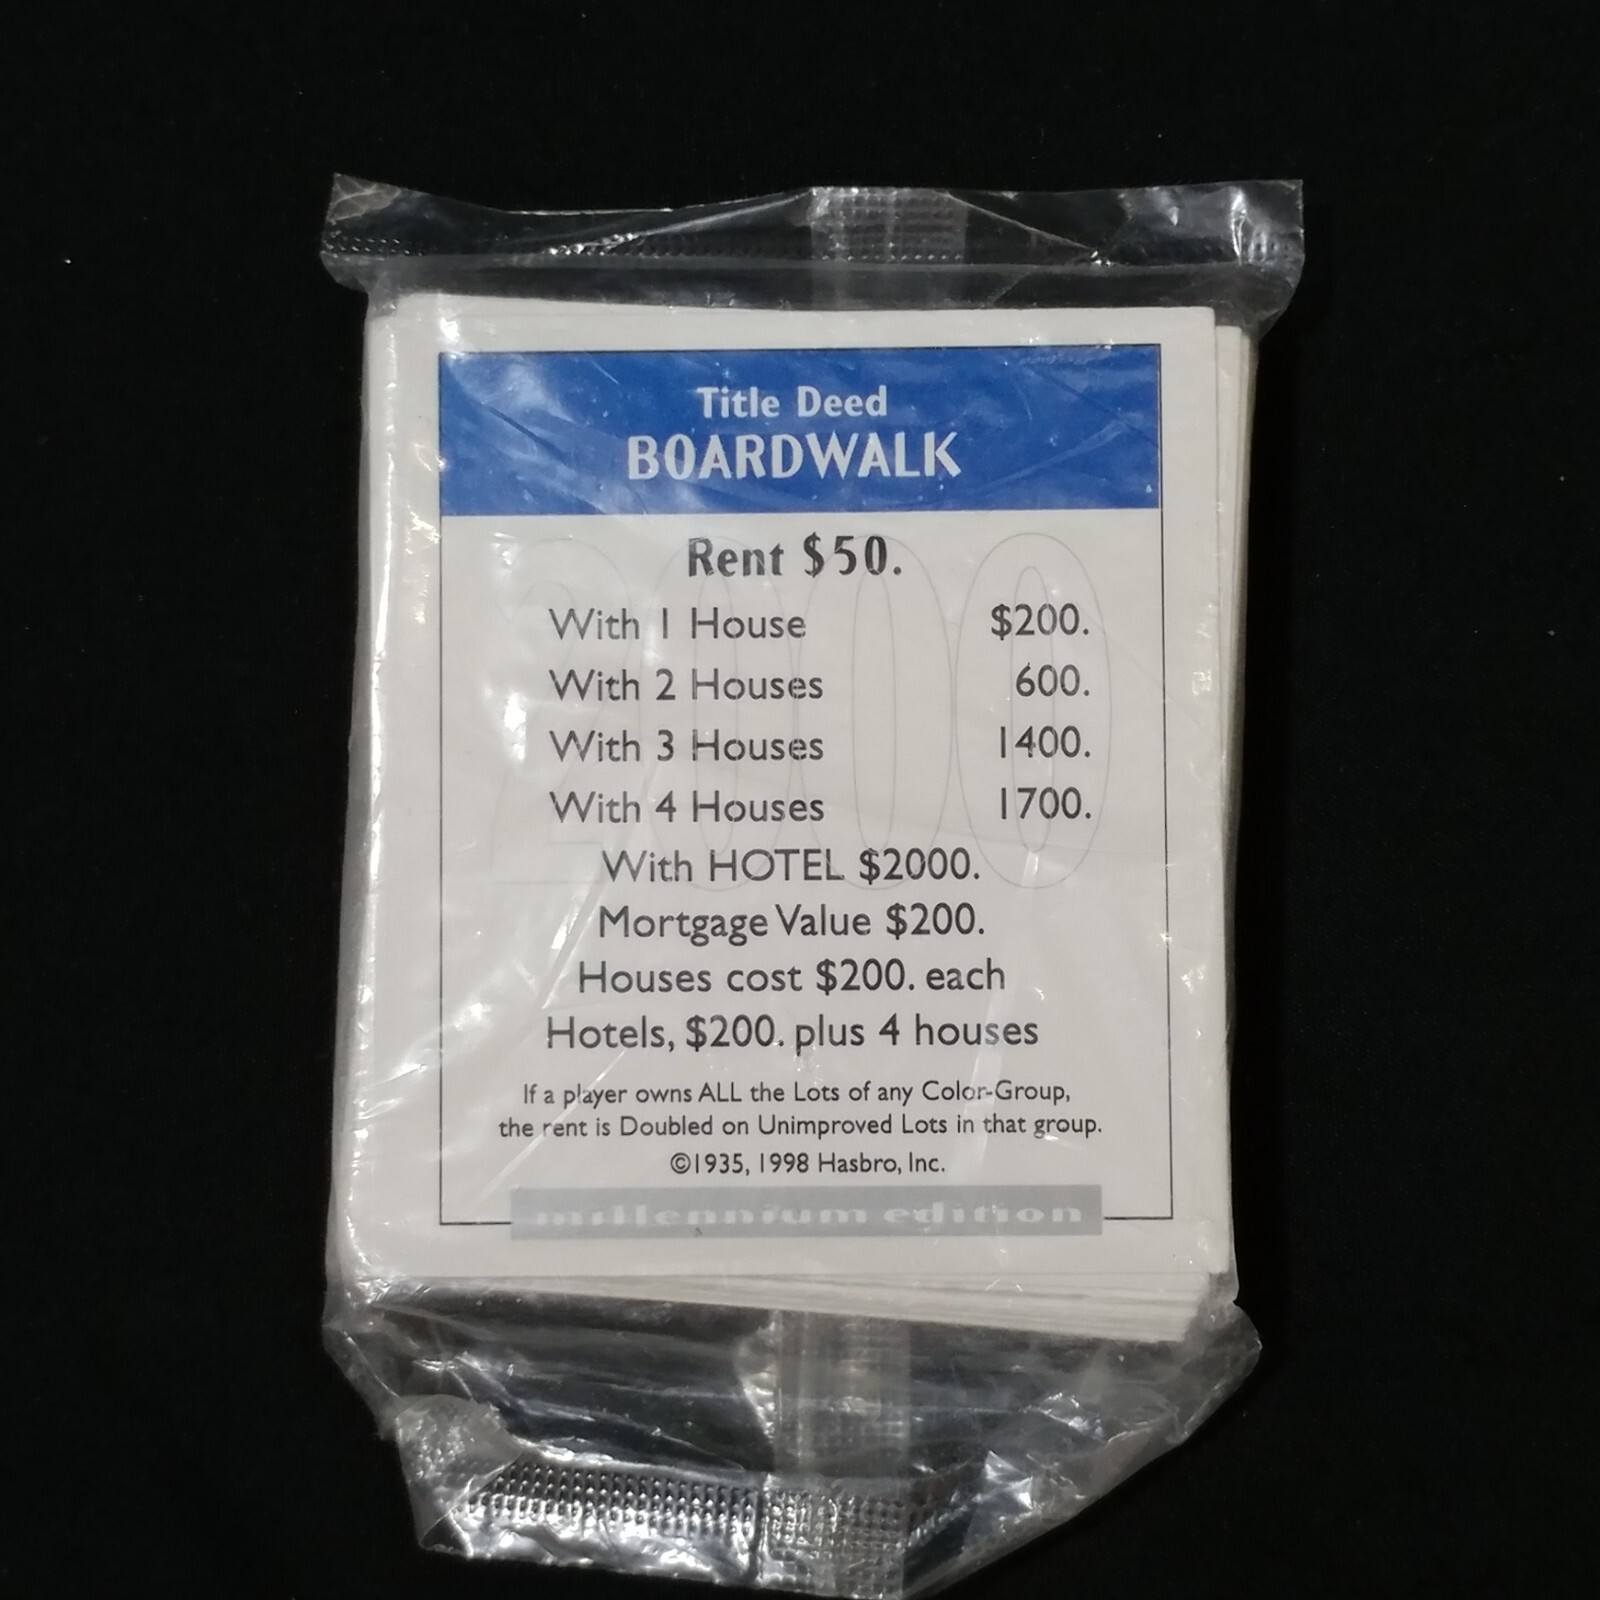 Title Deed
BOARDWALK
Rent $50.
With 1 House $200.
With 2 Houses 600.
With 3 Houses 1400.
With 4 Houses 1700.
With HOTEL $2000.
Mortgage Value $200.
Houses cost $200. each
Hotels, $200. plus 4 houses
If a player owns ALL the Lots of any Color-Group,
the rent is Doubled on Unimproved Lots in that group.
©1935, 1998 Hasbro, Inc.
millennium edition
2000